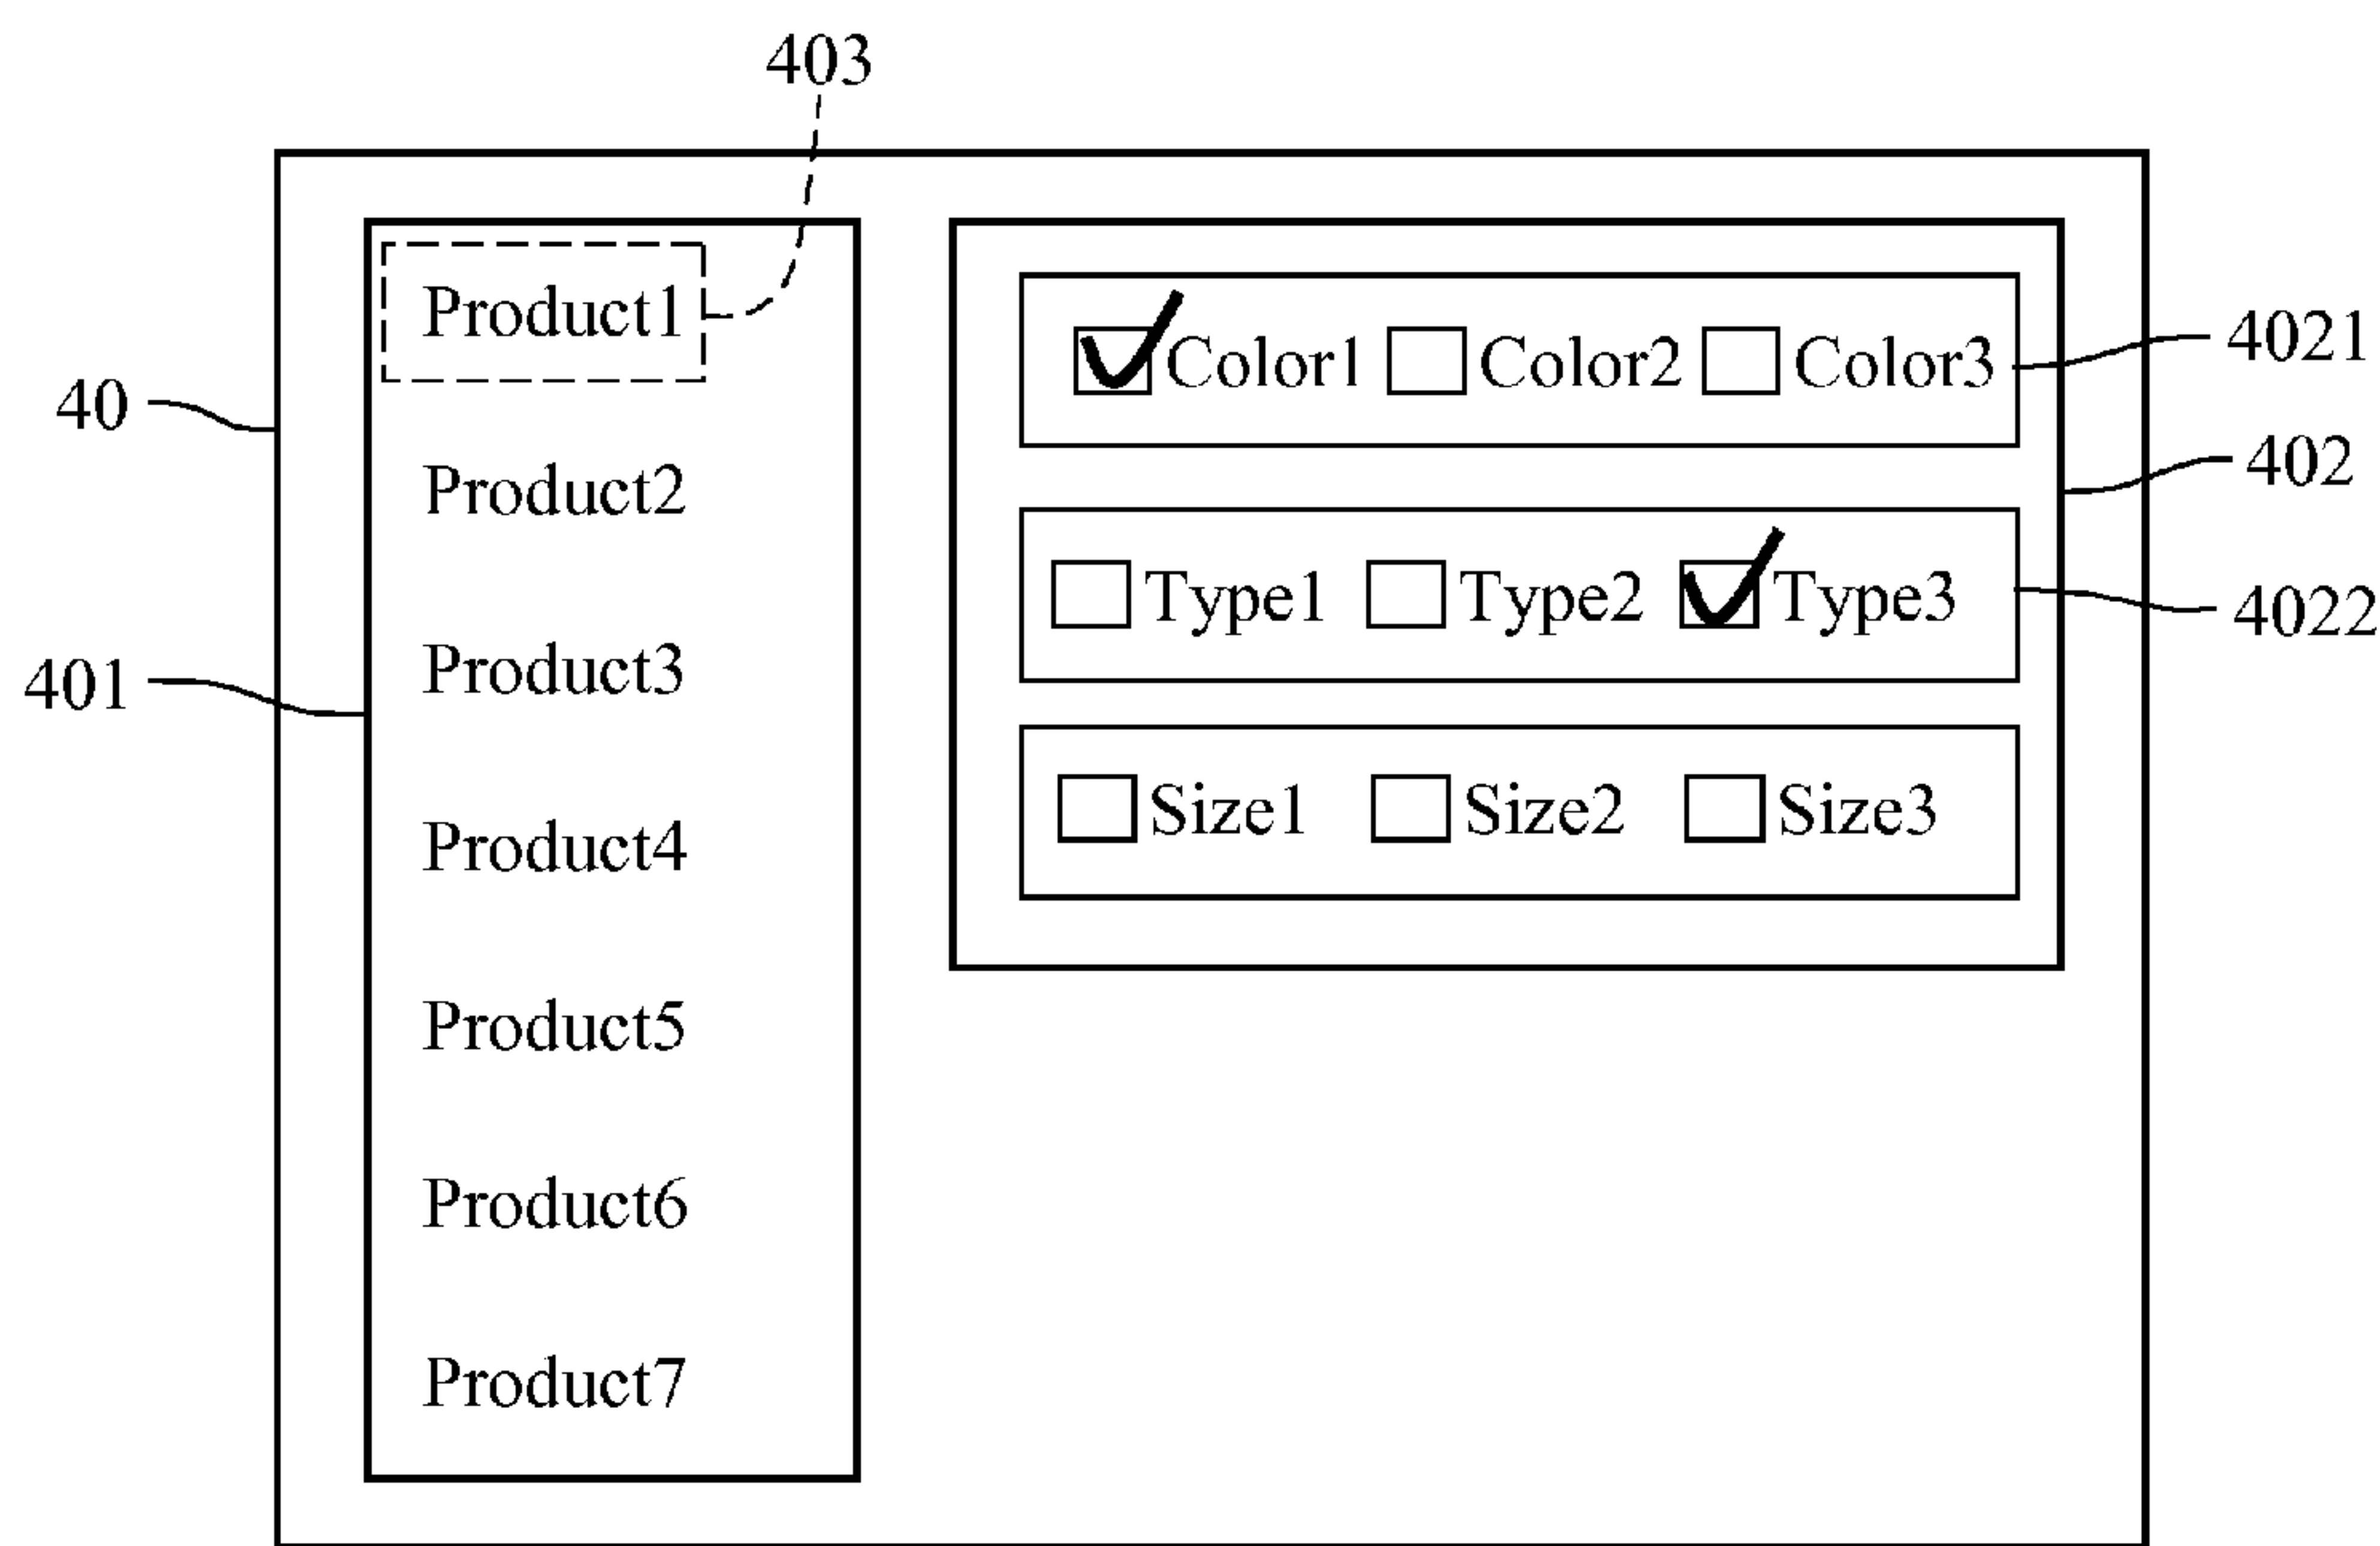 403
Product1
Color1 Color2 Color3
4021
40
Product2
402
Type1 Type2 Type3
4022
Product3
401
Size1 Size2 Size3
Product4
Product5
Product6
Product7